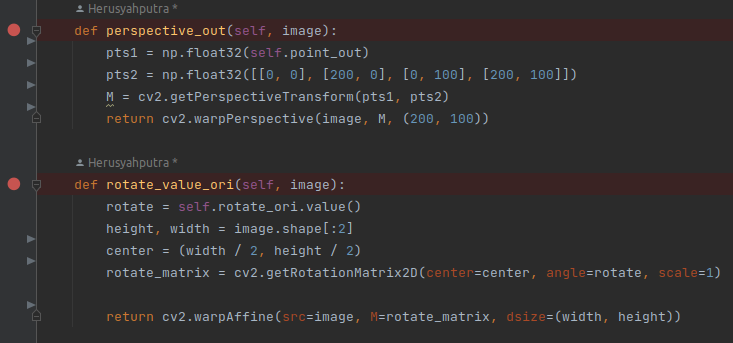 Herusyahputra *
def perspective_out(self, image):
    pts1 = np.float32(self.point_out)
    pts2 = np.float32([[0, 0], [200, 0], [0, 100], [200, 100]])
    M = cv2.getPerspectiveTransform(pts1, pts2)
    return cv2.warpPerspective(image, M, (200, 100))
Herusyahputra *
def rotate_value_ori(self, image):
    rotate = self.rotate_ori.value()
    height, width = image.shape[:2]
    center = (width / 2, height / 2)
    rotate_matrix = cv2.getRotationMatrix2D(center=center, angle=rotate, scale=1)
    return cv2.warpAffine(src=image, M=rotate_matrix, dsize=(width, height))